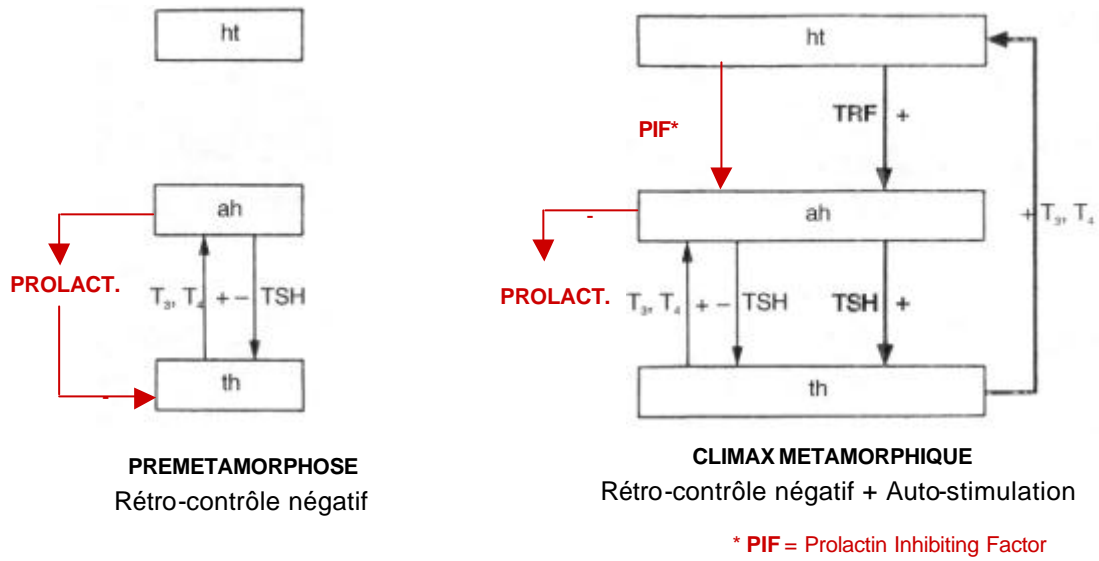 ht
ah
PROLACT.
T₃, T₄ + − TSH
-
th
PREMETAMORPHOSE
Rétro-contrôle négatif
ht
PIF*
TRF +
-
ah
+ T₃, T₄
PROLACT.
T₃, T₄ + − TSH
TSH +
th
CLIMAX METAMORPHIQUE
Rétro-contrôle négatif + Auto-stimulation
* PIF = Prolactin Inhibiting Factor